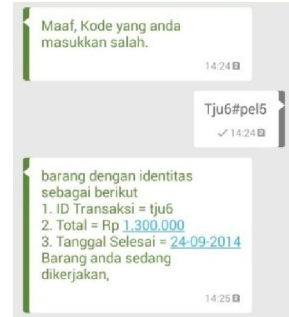 Maaf, Kode yang anda
masukkan salah.
14:24
Tju6#pel5
✓ 14:24
barang dengan identitas
sebagai berikut
1. ID Transaksi = tju6
2. Total = Rp 1.300.000
3. Tanggal Selesai = 24-09-2014
Barang anda sedang
dikerjakan,
14:25